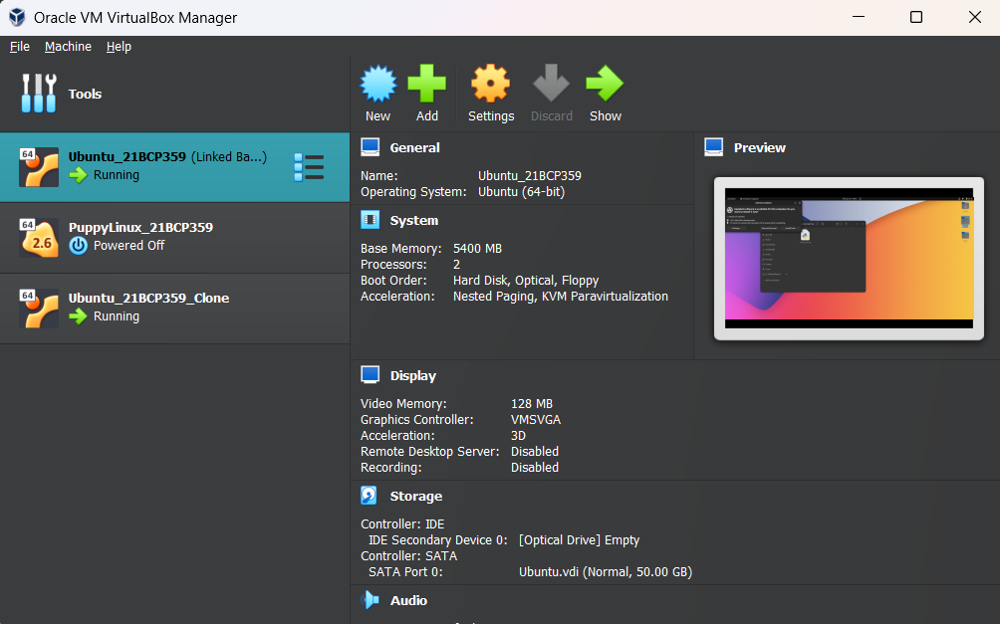 Oracle VM VirtualBox Manager
File Machine Help
Tools
New Add Settings Discard Show
64
Ubuntu_21BCP359 (Linked Ba...)
Running
64
2.6
PuppyLinux_21BCP359
Powered Off
64
Ubuntu_21BCP359_Clone
Running
General
Name: Ubuntu_21BCP359
Operating System: Ubuntu (64-bit)
System
Base Memory: 5400 MB
Processors: 2
Boot Order: Hard Disk, Optical, Floppy
Acceleration: Nested Paging, KVM Paravirtualization
Preview
Display
Video Memory: 128 MB
Graphics Controller: VMSVGA
Acceleration: 3D
Remote Desktop Server: Disabled
Recording: Disabled
Storage
Controller: IDE
IDE Secondary Device 0: [Optical Drive] Empty
Controller: SATA
SATA Port 0: Ubuntu.vdi (Normal, 50.00 GB)
Audio